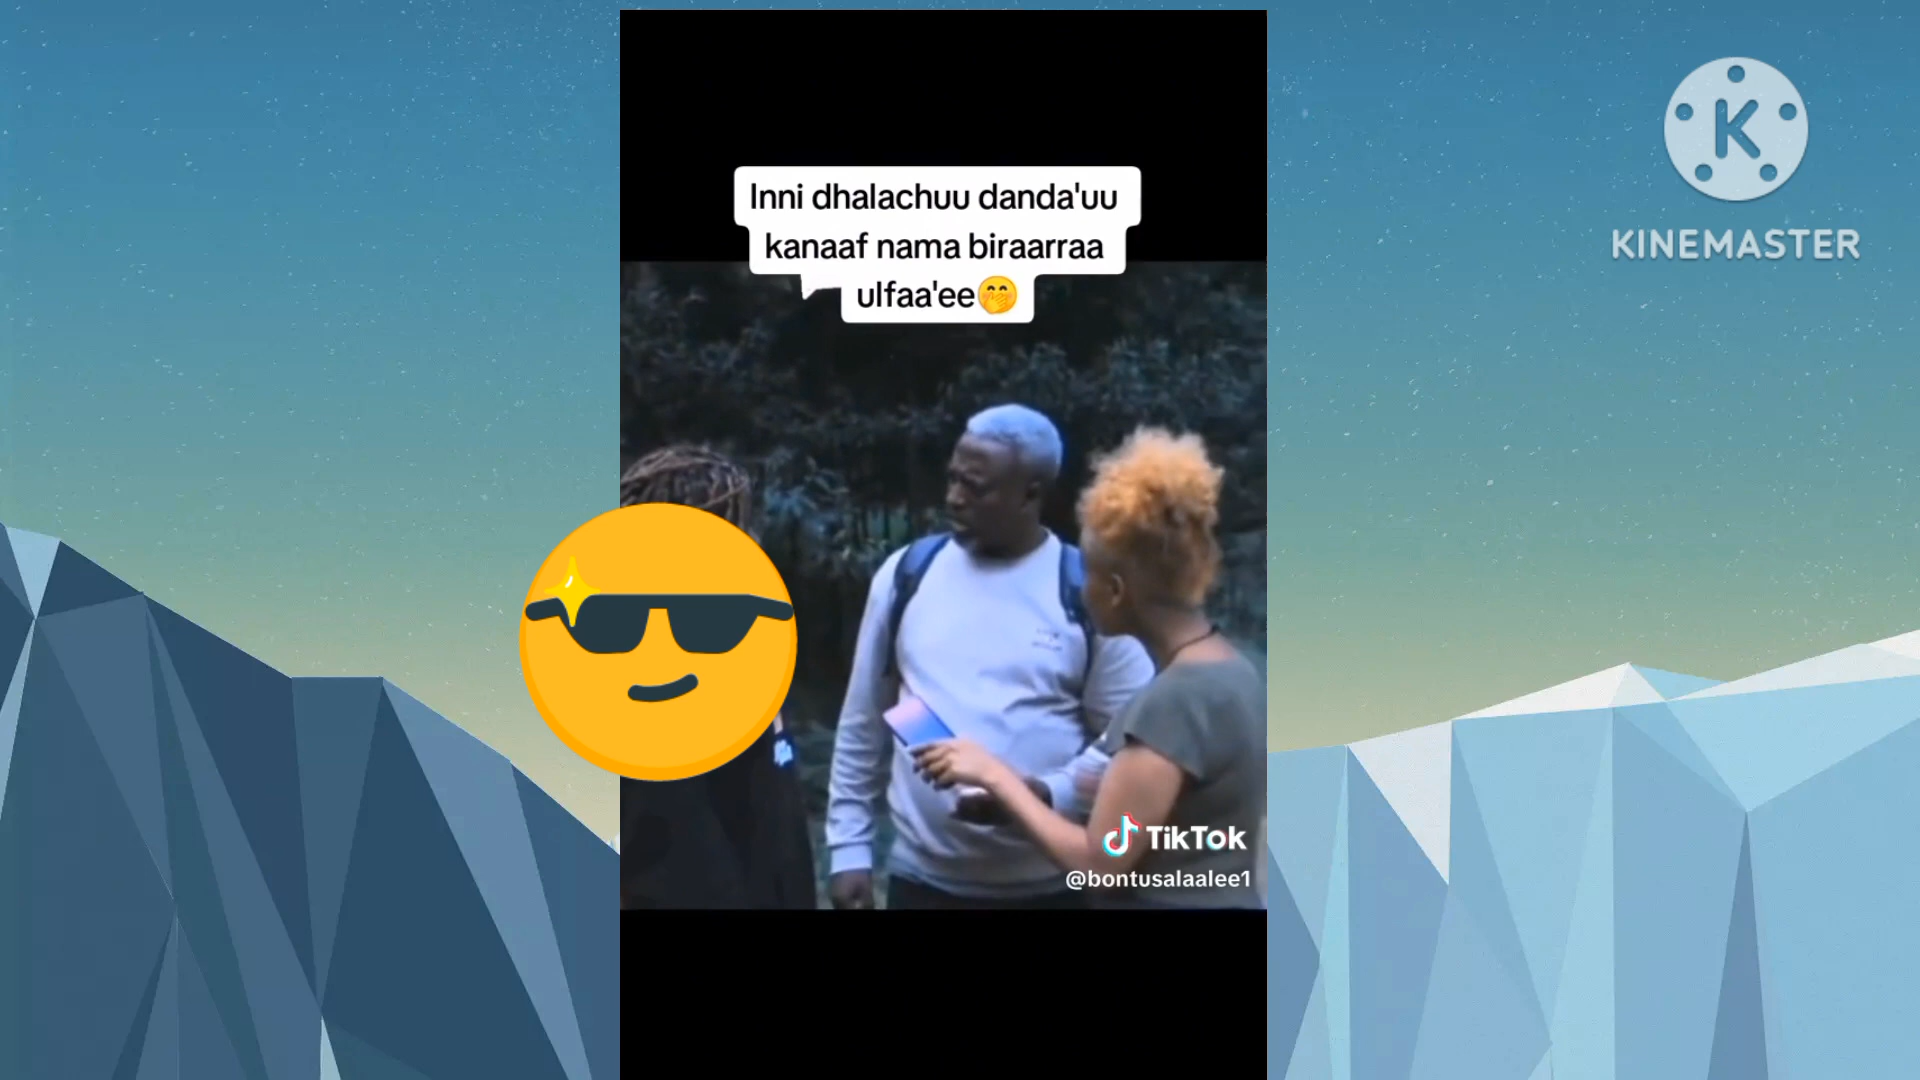 Inni dhalachuu danda'uu
kanaaf nama biraarraa
ulfaa'ee🤭
K
KINEMASTER
TikTok
@bontusalaalee1